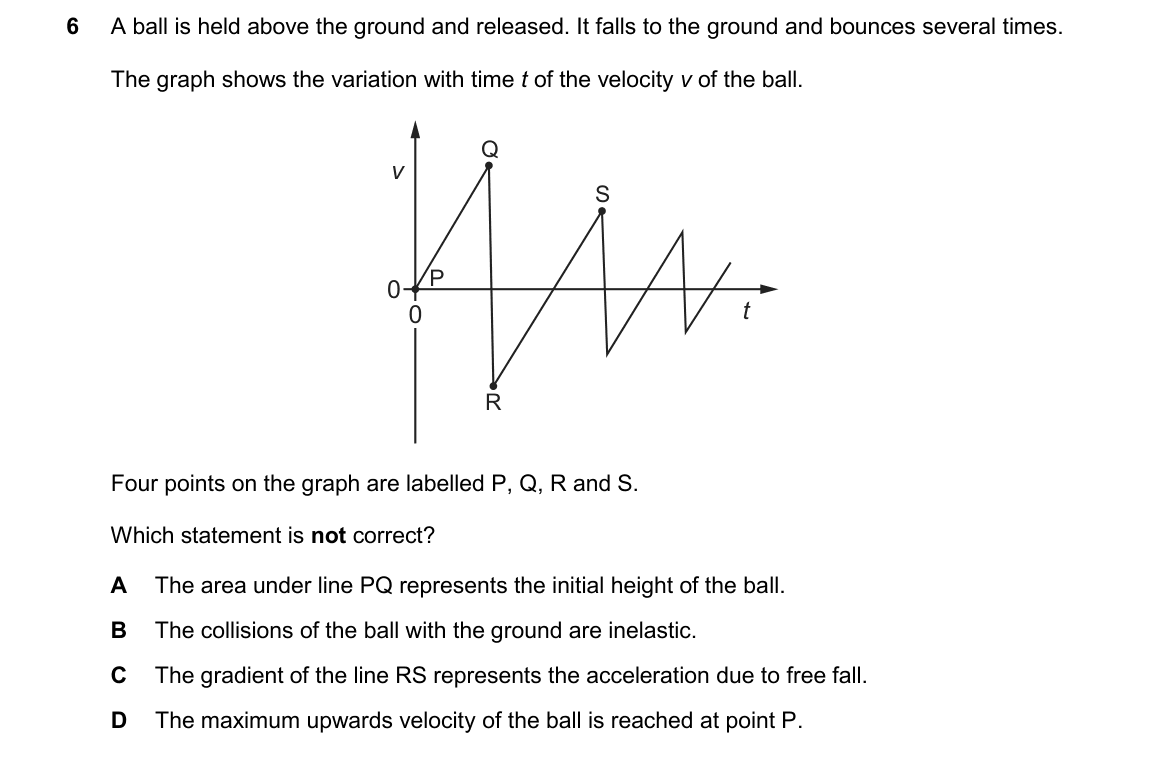 6 A ball is held above the ground and released. It falls to the ground and bounces several times.
The graph shows the variation with time t of the velocity v of the ball.
Q
v
S
P
0
0
t
R
Four points on the graph are labelled P, Q, R and S.
Which statement is not correct?
A The area under line PQ represents the initial height of the ball.
B The collisions of the ball with the ground are inelastic.
C The gradient of the line RS represents the acceleration due to free fall.
D The maximum upwards velocity of the ball is reached at point P.